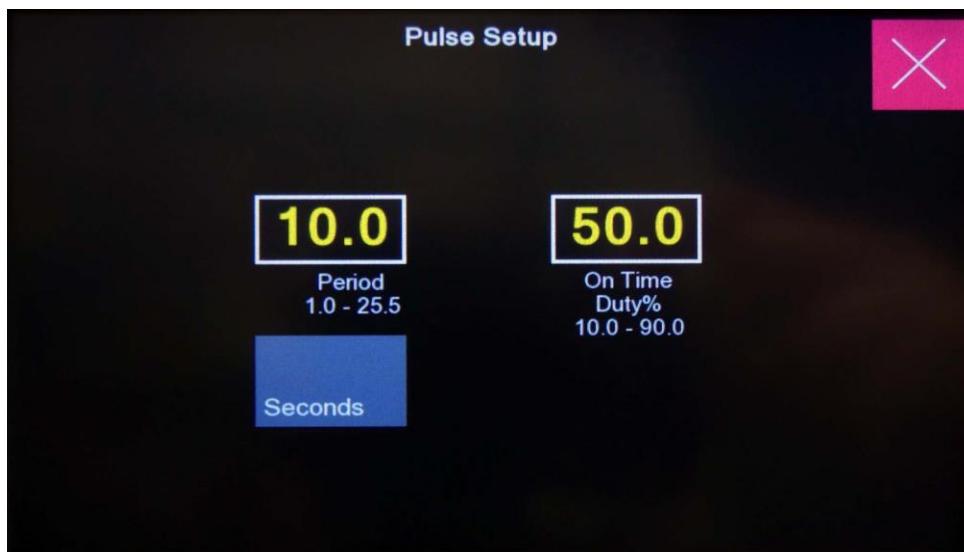 Pulse Setup
10.0
Period
1.0 - 25.5
Seconds
50.0
On Time
Duty%
10.0 - 90.0